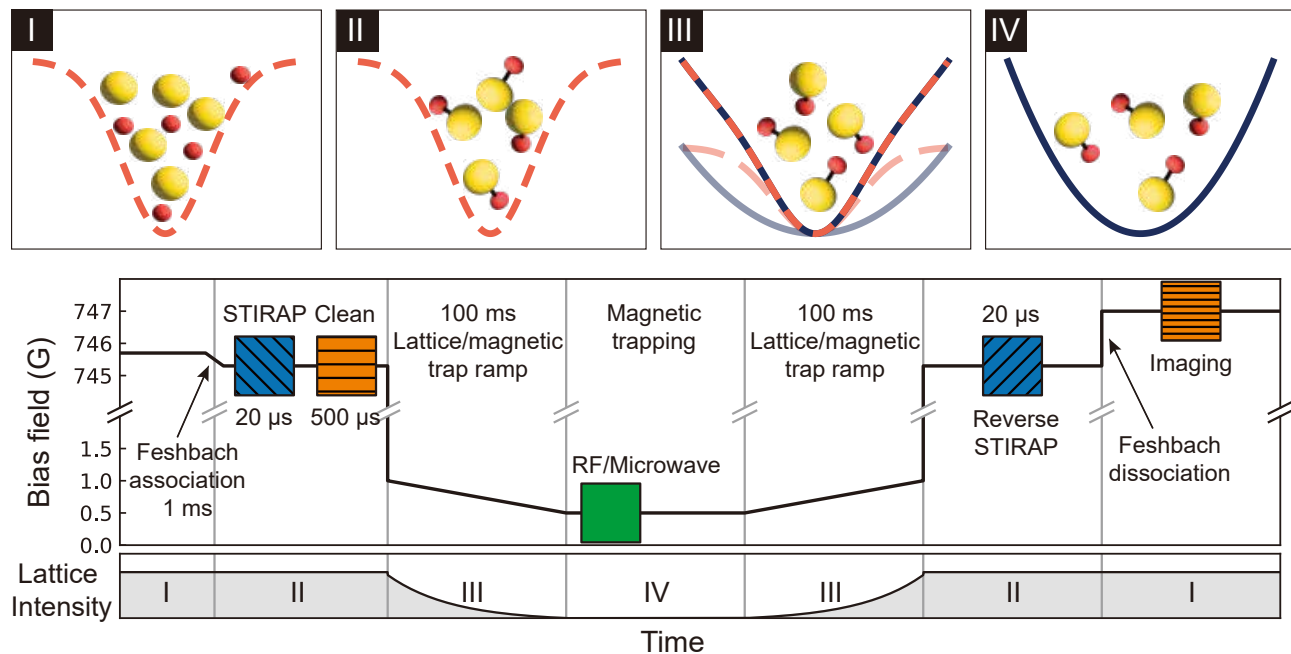 I
II
III
IV
Bias field (G)
747
746
745
1.5
1.0
0.5
0.0
Feshbach
association
1 ms
STIRAP
20 µs
Clean
500 µs
100 ms
Lattice/magnetic
trap ramp
Magnetic
trapping
RF/Microwave
100 ms
Lattice/magnetic
trap ramp
20 µs
Reverse
STIRAP
Feshbach
dissociation
Imaging
Lattice
Intensity
I
II
III
IV
III
II
I
Time